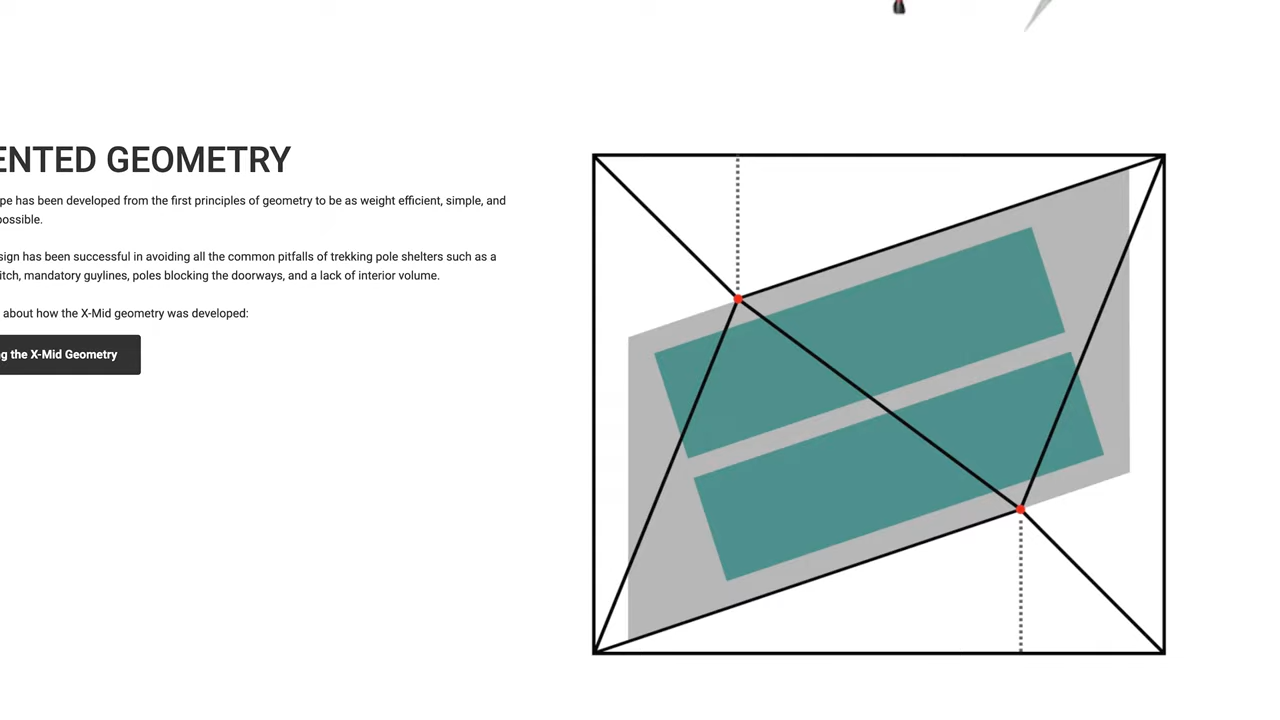 ENTED GEOMETRY
pe has been developed from the first principles of geometry to be as weight efficient, simple, and
possible.
sign has been successful in avoiding all the common pitfalls of trekking pole shelters such as a
itch, mandatory guylines, poles blocking the doorways, and a lack of interior volume.
about how the X-Mid geometry was developed:
g the X-Mid Geometry